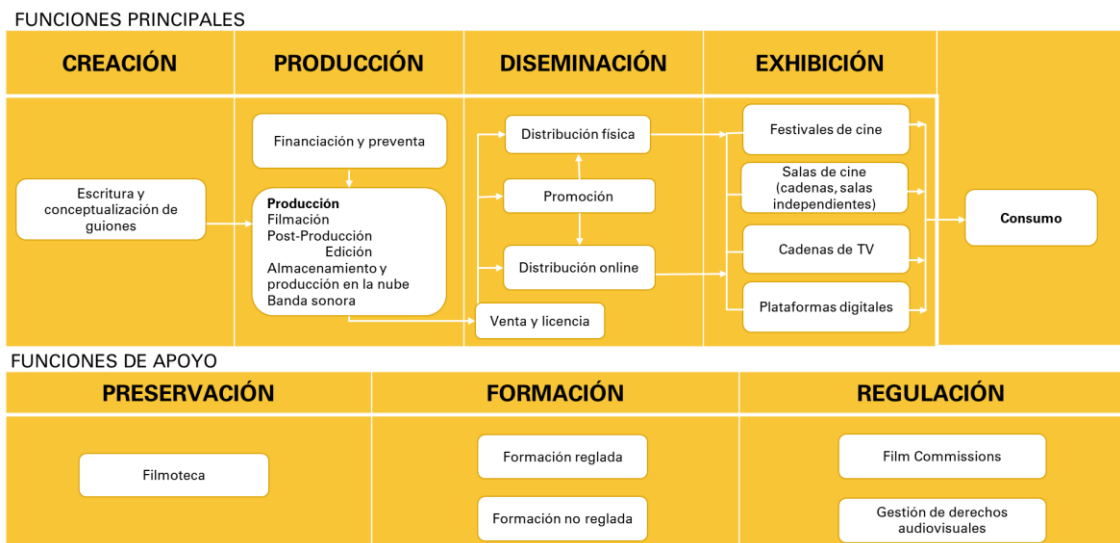 FUNCIONES PRINCIPALES
CREACIÓN
PRODUCCIÓN
DISEMINACIÓN
EXHIBICIÓN
Escritura y
conceptualización de
guiones
Financiación y preventa
Producción
Filmación
Post-Producción
Edición
Almacenamiento y
producción en la nube
Banda sonora
Distribución física
Promoción
Distribución online
Venta y licencia
Festivales de cine
Salas de cine
(cadenas, salas
independientes)
Cadenas de TV
Plataformas digitales
Consumo
FUNCIONES DE APOYO
PRESERVACIÓN
FORMACIÓN
REGULACIÓN
Filmoteca
Formación reglada
Formación no reglada
Film Commissions
Gestión de derechos
audiovisuales